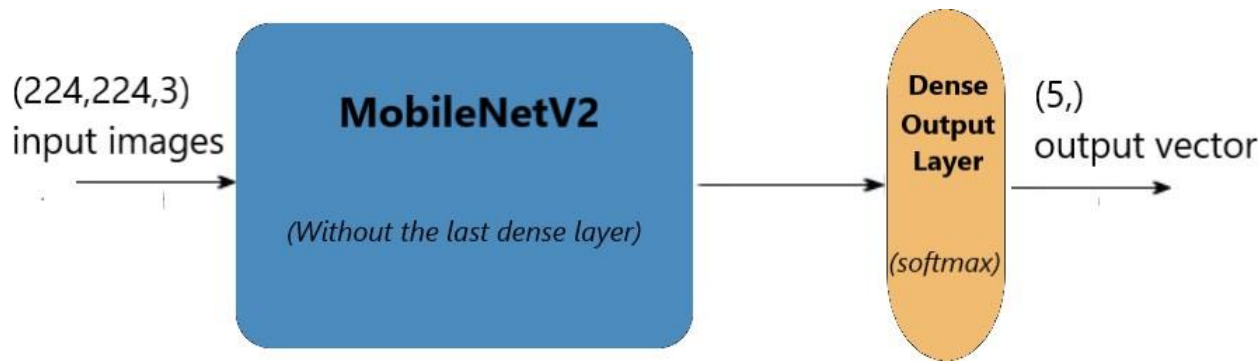 (224,224,3)
input images
MobileNetV2
(Without the last dense layer)
Dense
Output
Layer
(softmax)
(5,)
output vector